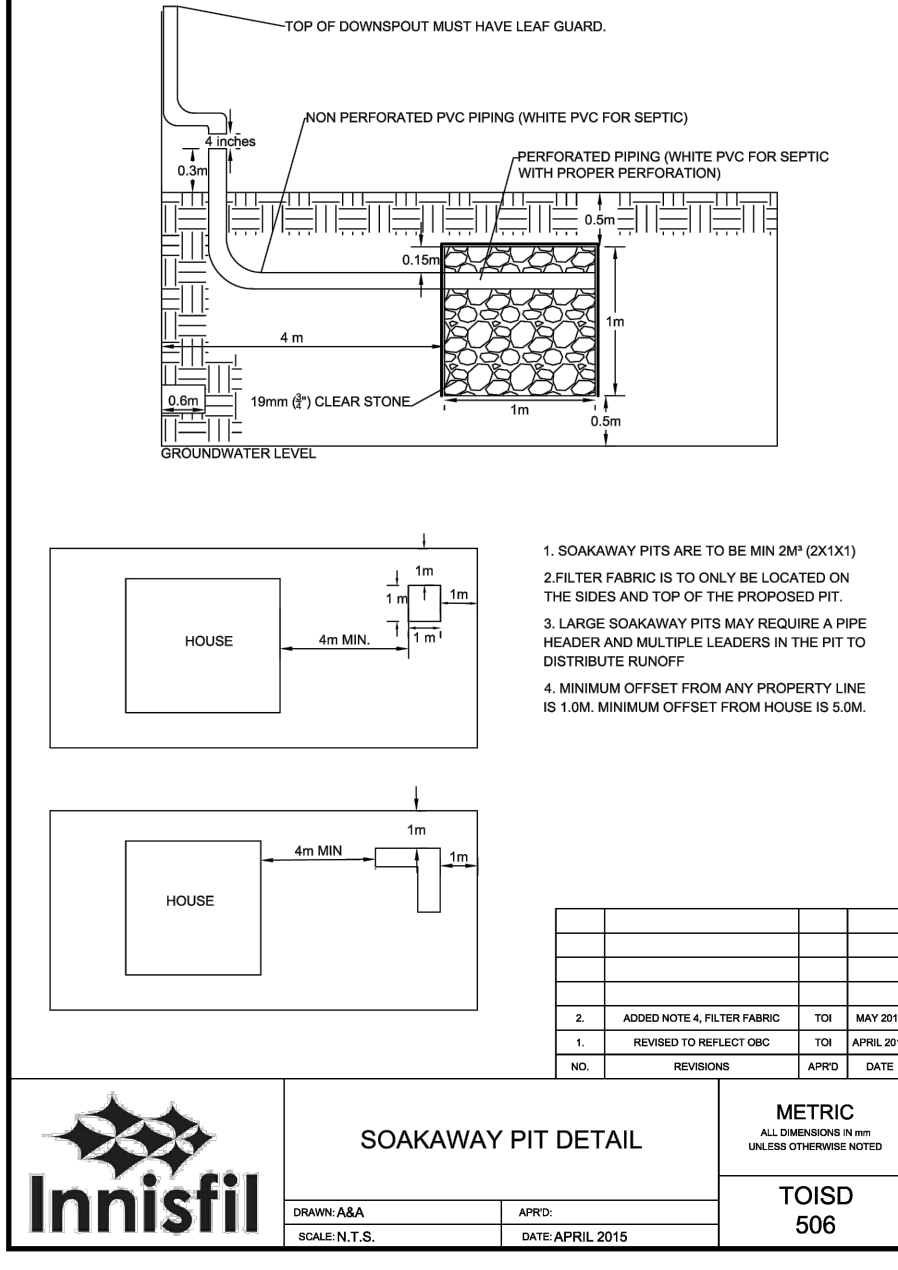 TOP OF DOWNSPOUT MUST HAVE LEAF GUARD.
NON PERFORATED PVC PIPING (WHITE PVC FOR SEPTIC)
4 inches
PERFORATED PIPING (WHITE PVC FOR SEPTIC
WITH PROPER PERFORATION)
0.3m
0.5m
0.15m
1m
4 m
0.6m
19mm (¾") CLEAR STONE
1m
0.5m
GROUNDWATER LEVEL
1m
1 m
1m
HOUSE
4m MIN.
1 m
1. SOAKAWAY PITS ARE TO BE MIN 2M³ (2X1X1)
2.FILTER FABRIC IS TO ONLY BE LOCATED ON
THE SIDES AND TOP OF THE PROPOSED PIT.
3. LARGE SOAKAWAY PITS MAY REQUIRE A PIPE
HEADER AND MULTIPLE LEADERS IN THE PIT TO
DISTRIBUTE RUNOFF
4. MINIMUM OFFSET FROM ANY PROPERTY LINE
IS 1.0M. MINIMUM OFFSET FROM HOUSE IS 5.0M.
1m
4m MIN
1m
HOUSE
2. ADDED NOTE 4, FILTER FABRIC TOI MAY 201
1. REVISED TO REFLECT OBC TOI APRIL 20
NO. REVISIONS APR'D DATE
Innisfil
SOAKAWAY PIT DETAIL
DRAWN: A&A APR'D:
SCALE: N.T.S. DATE: APRIL 2015
METRIC
ALL DIMENSIONS IN mm
UNLESS OTHERWISE NOTED
TOISD
506